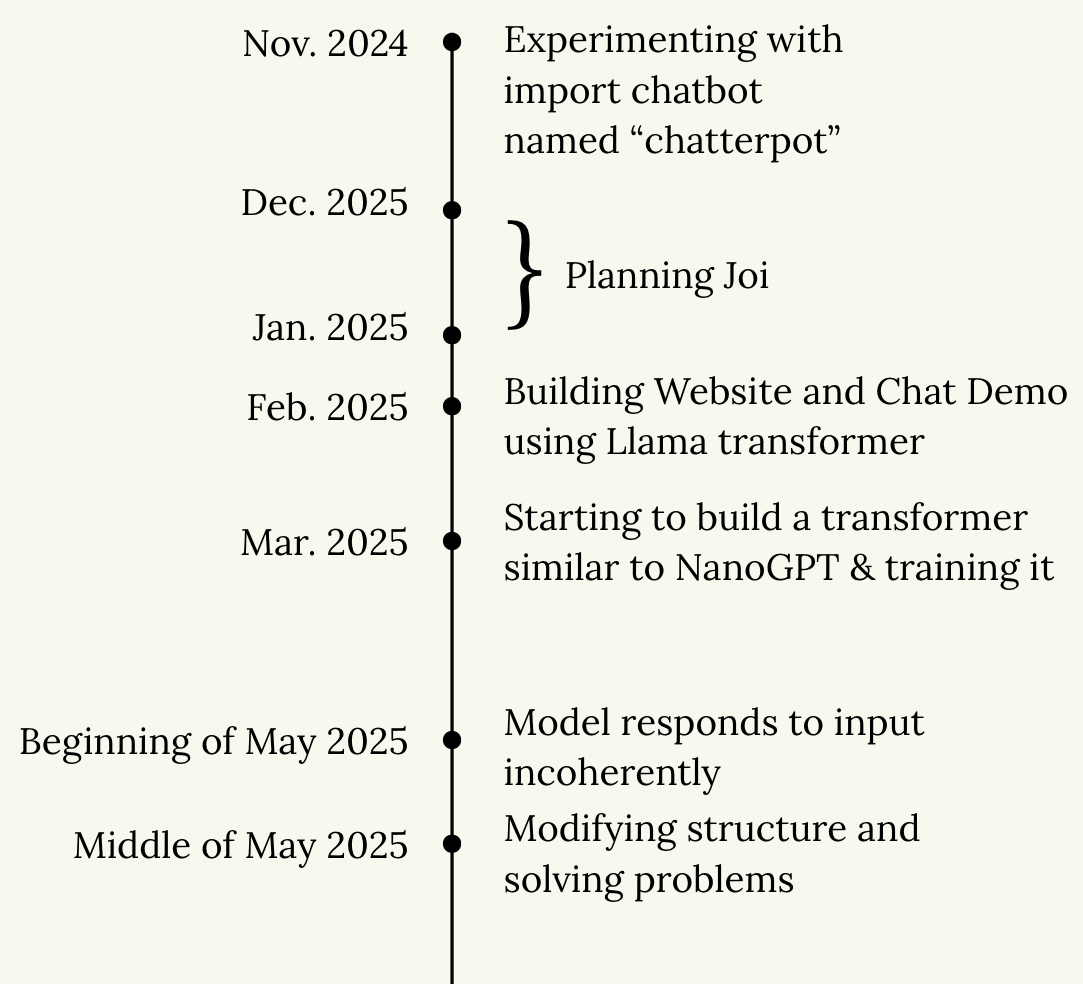 Nov. 2024
Experimenting with
import chatbot
named “chatterpot”
Dec. 2025
} Planning Joi
Jan. 2025
Feb. 2025
Building Website and Chat Demo
using Llama transformer
Mar. 2025
Starting to build a transformer
similar to NanoGPT & training it
Beginning of May 2025
Model responds to input
incoherently
Middle of May 2025
Modifying structure and
solving problems